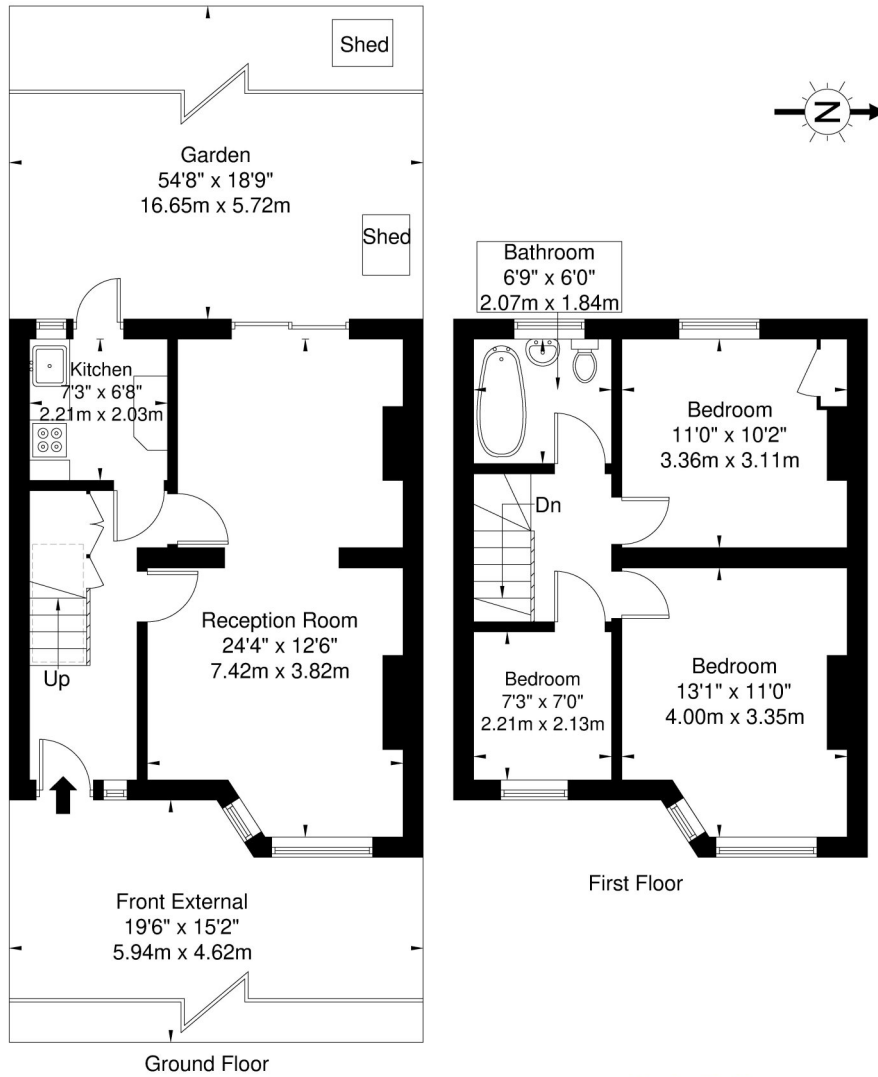 Shed
N
Garden
54'8" x 18'9"
16.65m x 5.72m
Shed
Bathroom
6'9" x 6'0"
2.07m x 1.84m
Kitchen
7'3" x 6'8"
2.21m x 2.03m
Bedroom
11'0" x 10'2"
3.36m x 3.11m
Dn
Reception Room
24'4" x 12'6"
7.42m x 3.82m
Up
Bedroom
7'3" x 7'0"
2.21m x 2.13m
Bedroom
13'1" x 11'0"
4.00m x 3.35m
First Floor
Front External
19'6" x 15'2"
5.94m x 4.62m
Ground Floor